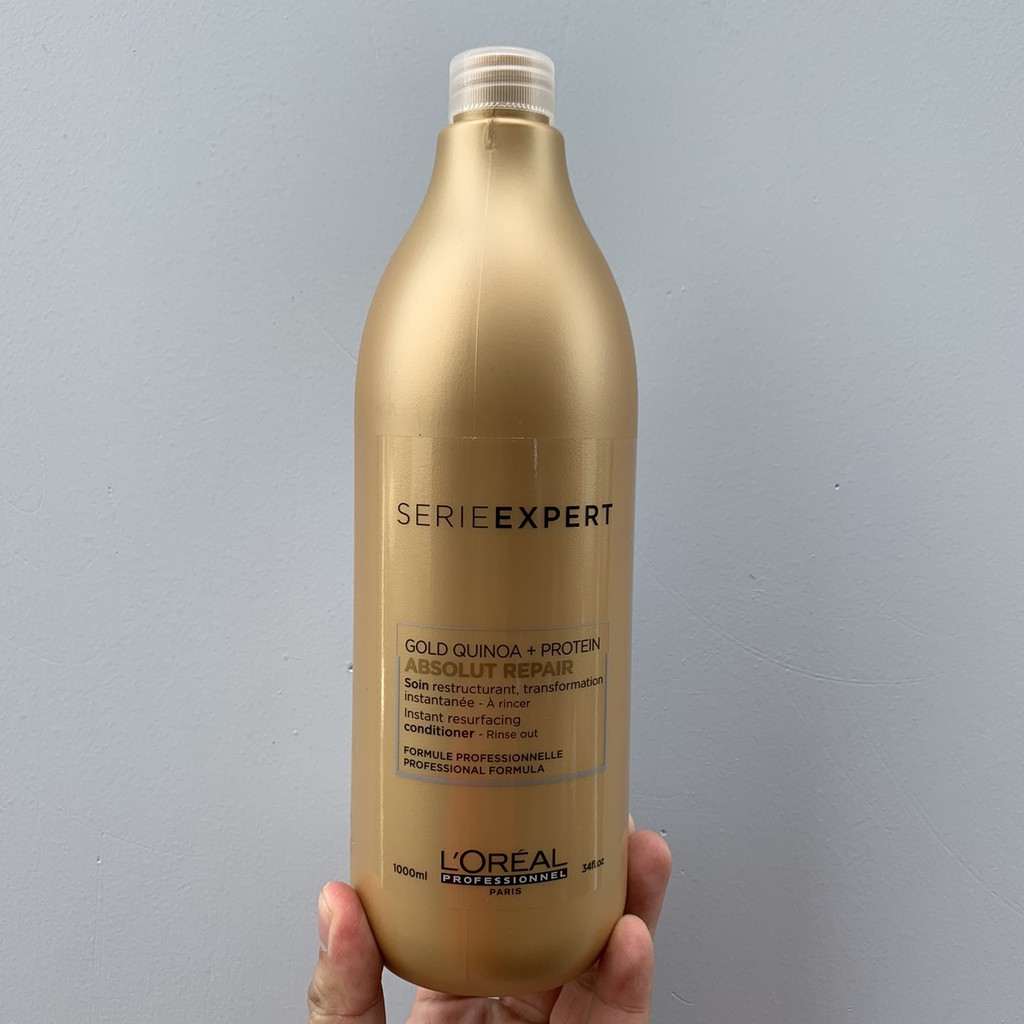 SERIEEXPERT
GOLD QUINOA + PROTEIN
ABSOLUT REPAIR
Soin restructurant, transformation
instantanée - À rincer
Instant resurfacing
conditioner - Rinse out
FORMULE PROFESSIONNELLE
PROFESSIONAL FORMULA
1000ml
L'ORÉAL
PROFESSIONNEL
PARIS
34fl.oz